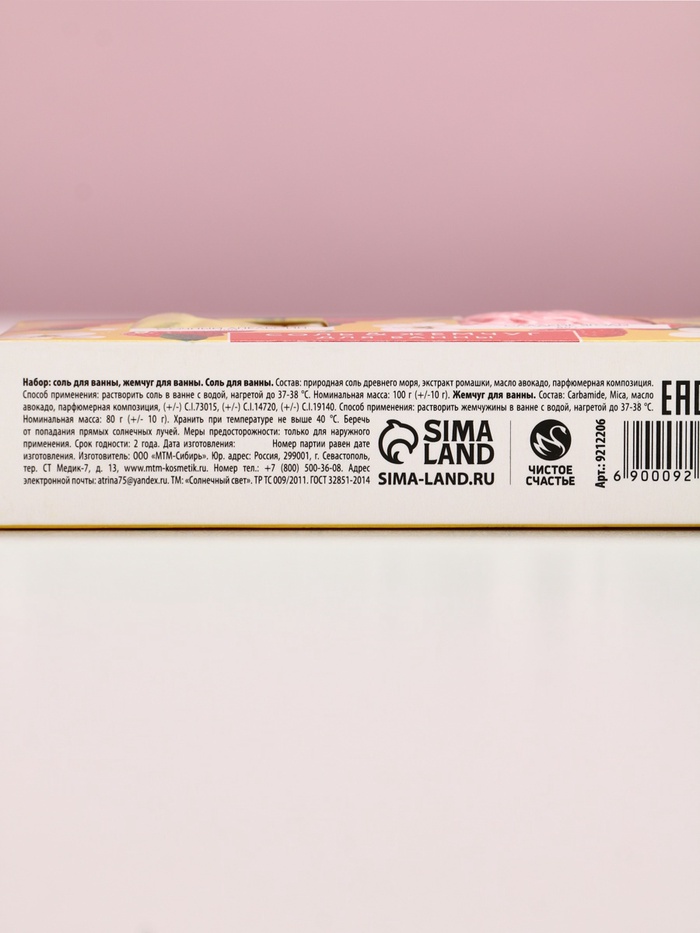 СОЛЬ & ЖЕМЧУГ
ДЛЯ ВАННЫ
Набор: соль для ванны, жемчуг для ванны. Соль для ванны. Состав: природная соль древнего моря, экстракт ромашки, масло авокадо, парфюмерная композиция.
Способ применения: растворить соль в ванне с водой, нагретой до 37-38 °С. Номинальная масса: 100 г (+/-10 г). Жемчуг для ванны. Состав: Carbamide, Mica, масло
авокадо, парфюмерная композиция, (+/-) C.I.73015, (+/-) C.I.14720, (+/-) C.I.19140. Способ применения: растворить жемчужины в ванне с водой, нагретой до 37-38 °С.
Номинальная масса: 80 г (+/- 10 г). Хранить при температуре не выше 40 °С. Беречь
от попадания прямых солнечных лучей. Меры предосторожности: только для наружного
применения. Срок годности: 2 года. Дата изготовления: Номер партии равен дате
изготовления. Изготовитель: ООО «МТМ-Сибирь». Юр. адрес: Россия, 299001, г. Севастополь,
тер. СТ Медик-7, д. 13, www.mtm-kosmetik.ru. Номер тел.: +7 (800) 500-36-08. Адрес
электронной почты: atrina75@yandex.ru. ТМ: «Солнечный свет». ТР ТС 009/2011. ГОСТ 32851-2014
SIMA
LAND
SIMA-LAND.RU
ЧИСТОЕ
СЧАСТЬЕ
Арт.: 9212206
6 900092
EAC